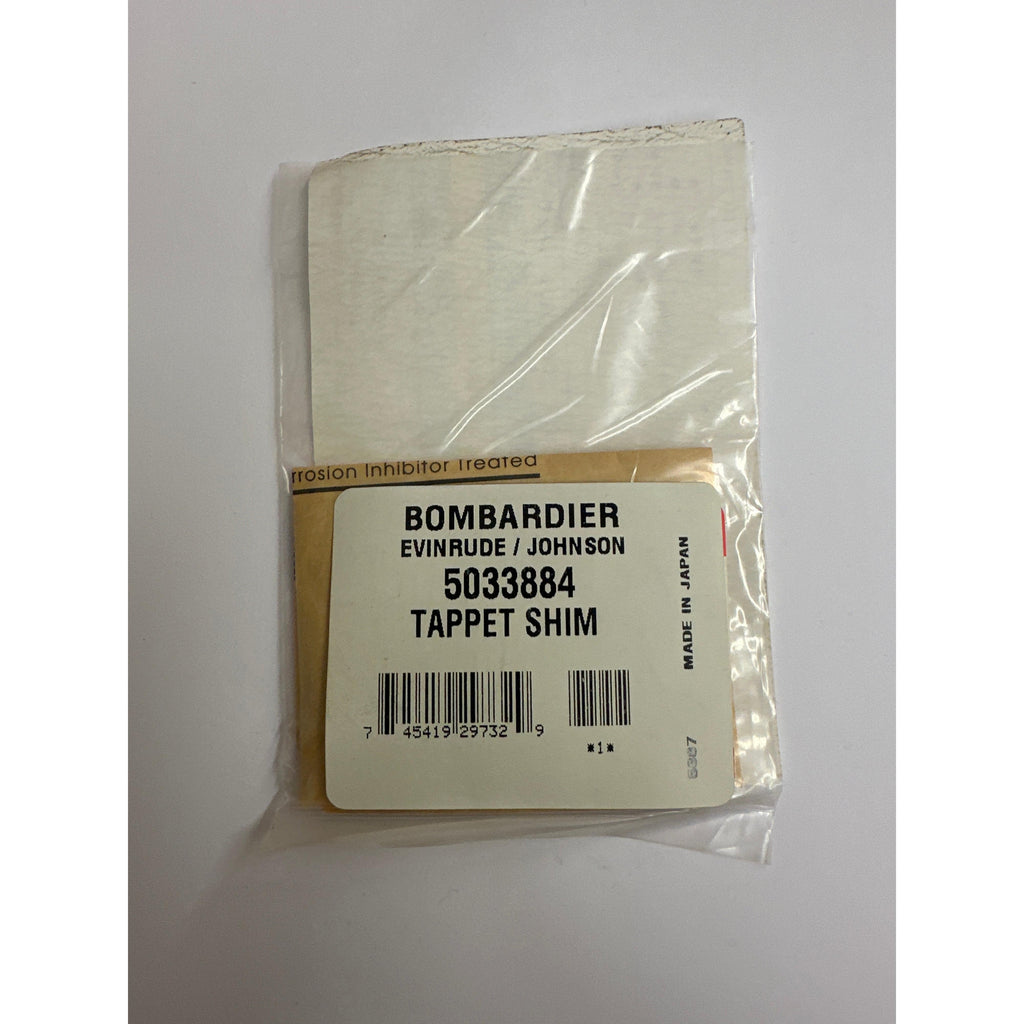 rrosion Inhibitor Treated
BOMBARDIER
EVINRUDE / JOHNSON
5033884
TAPPET SHIM
7 45419 29732 9
*1*
MADE IN JAPAN